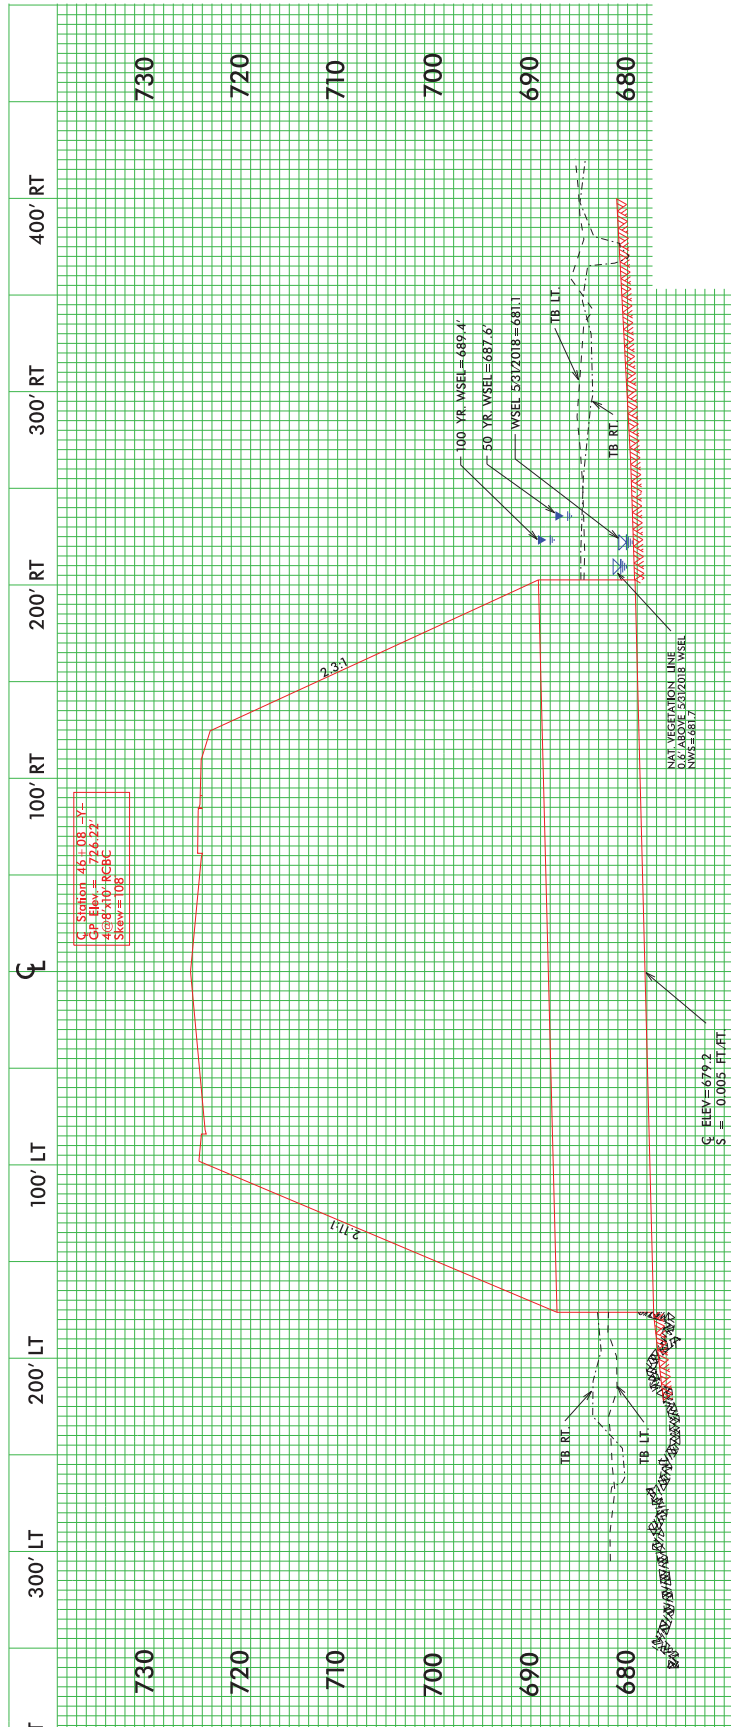 730
720
710
700
690
680
400' RT
300' RT
200' RT
100' RT
℄
100' LT
200' LT
300' LT
T
100 YR. WSEL=689.4'
50 YR. WSEL=687.6'
WSEL 5/31/2018=681.1
TB LT.
TB RT.
2.3:1
NAT. VEGETATION LINE
0.6' ABOVE 5/31/2018 WSEL
NWS=681.7
℄ Station 46+08 -Y-
GP Elev.= 726.22'
4@8'x10' RCBC
Skew=108
℄ ELEV=679.2
S = 0.005 FT/FT
2.11:1
TB RT.
TB LT.
730
720
710
700
690
680